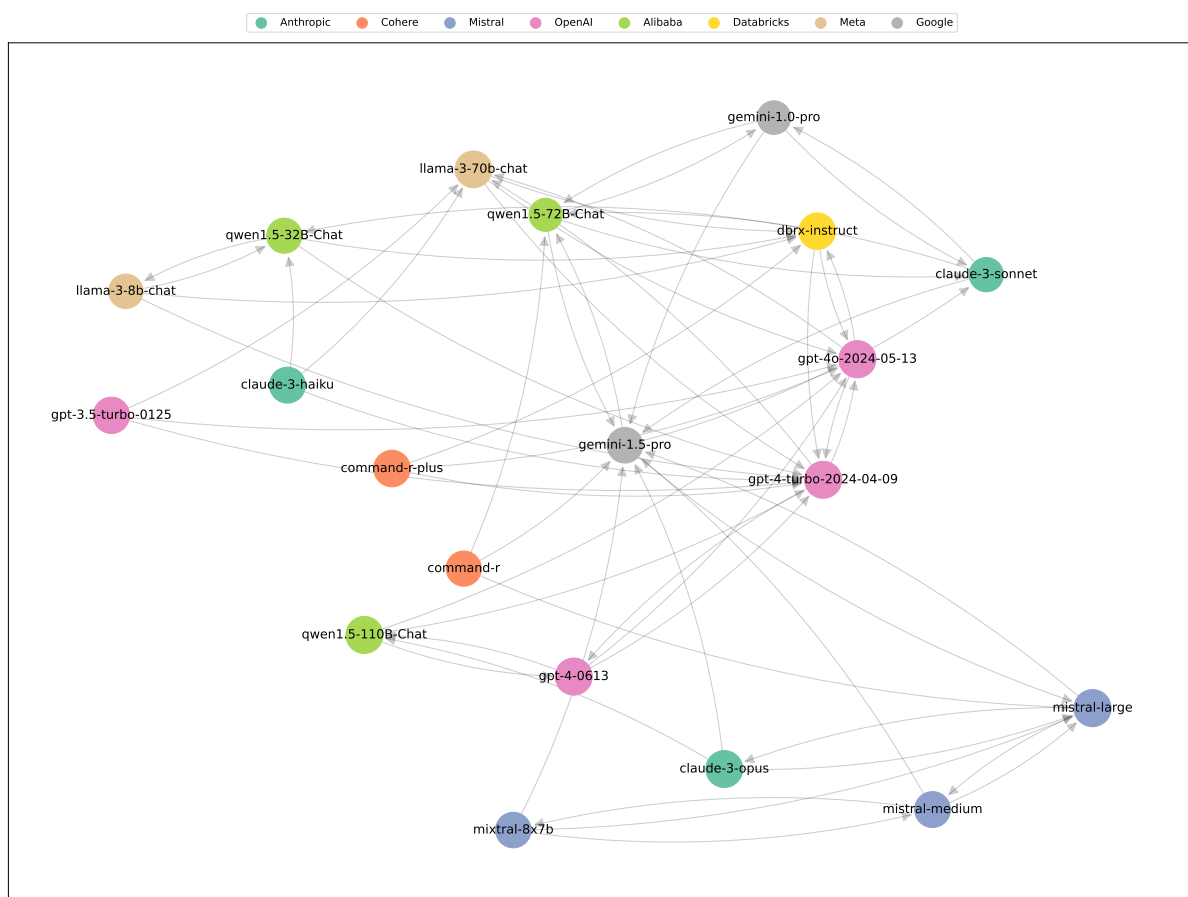 Anthropic Cohere Mistral OpenAI Alibaba Databricks Meta Google
gemini-1.0-pro
llama-3-70b-chat
qwen1.5-72B-Chat
dbrx-instruct
qwen1.5-32B-Chat
claude-3-sonnet
llama-3-8b-chat
gpt-4o-2024-05-13
claude-3-haiku
gpt-3.5-turbo-0125
gemini-1.5-pro
command-r-plus
gpt-4-turbo-2024-04-09
command-r
qwen1.5-110B-Chat
gpt-4-0613
mistral-large
claude-3-opus
mistral-medium
mixtral-8x7b